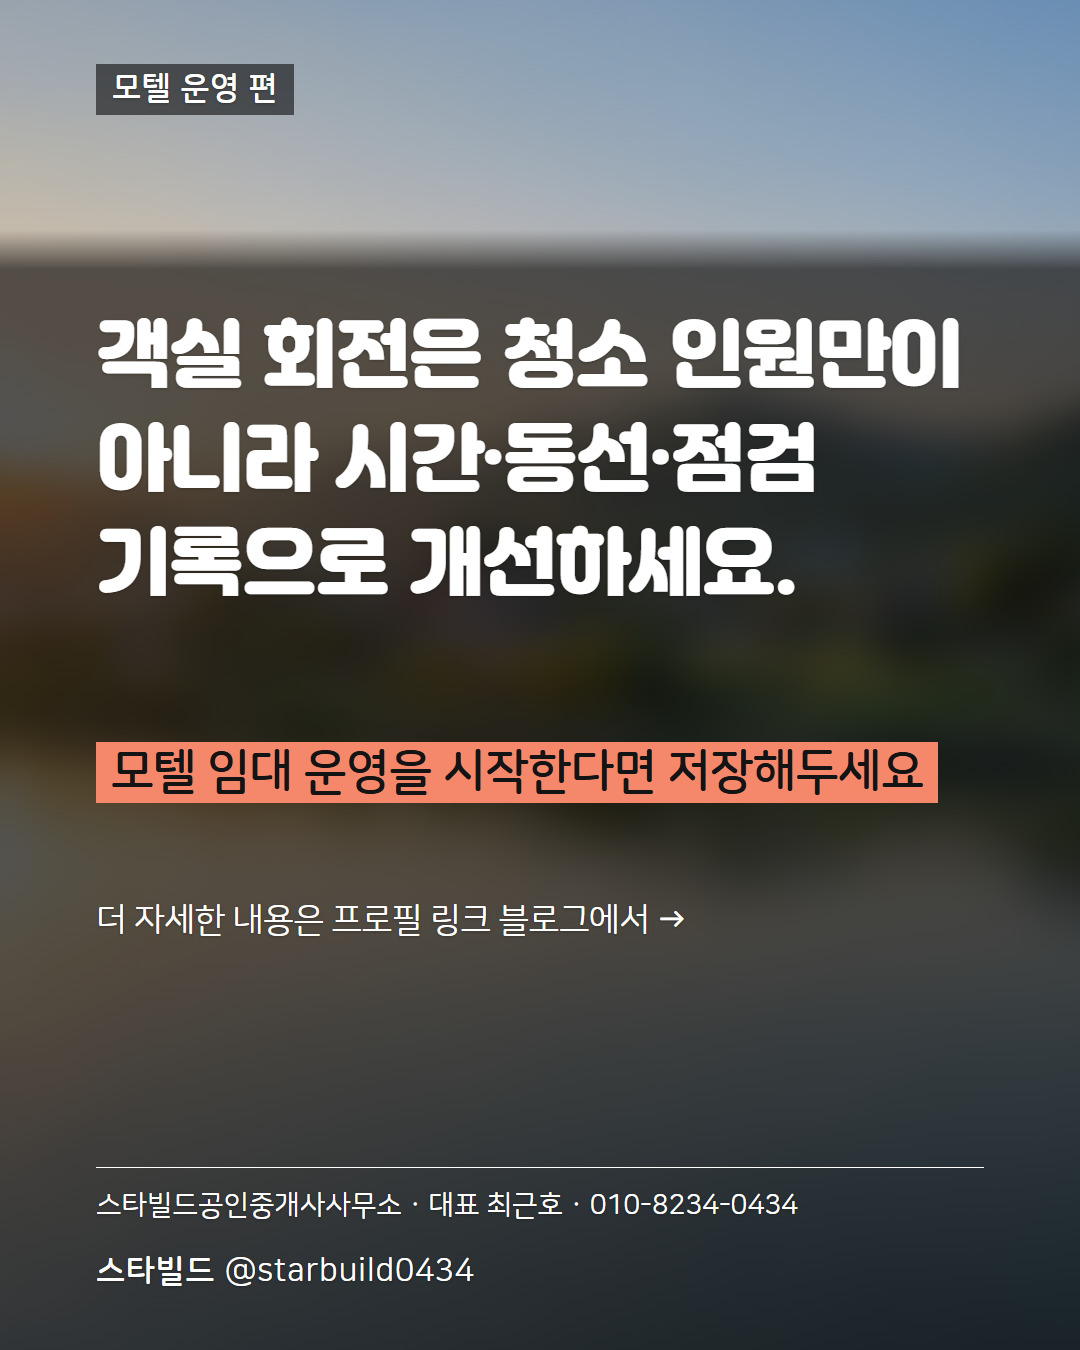 모텔 운영 편
객실 회전은 청소 인원만이
아니라 시간·동선·점검
기록으로 개선하세요.
모텔 임대 운영을 시작한다면 저장해두세요
더 자세한 내용은 프로필 링크 블로그에서 →
스타빌드공인중개사사무소 · 대표 최근호 · 010-8234-0434
스타빌드 @starbuild0434